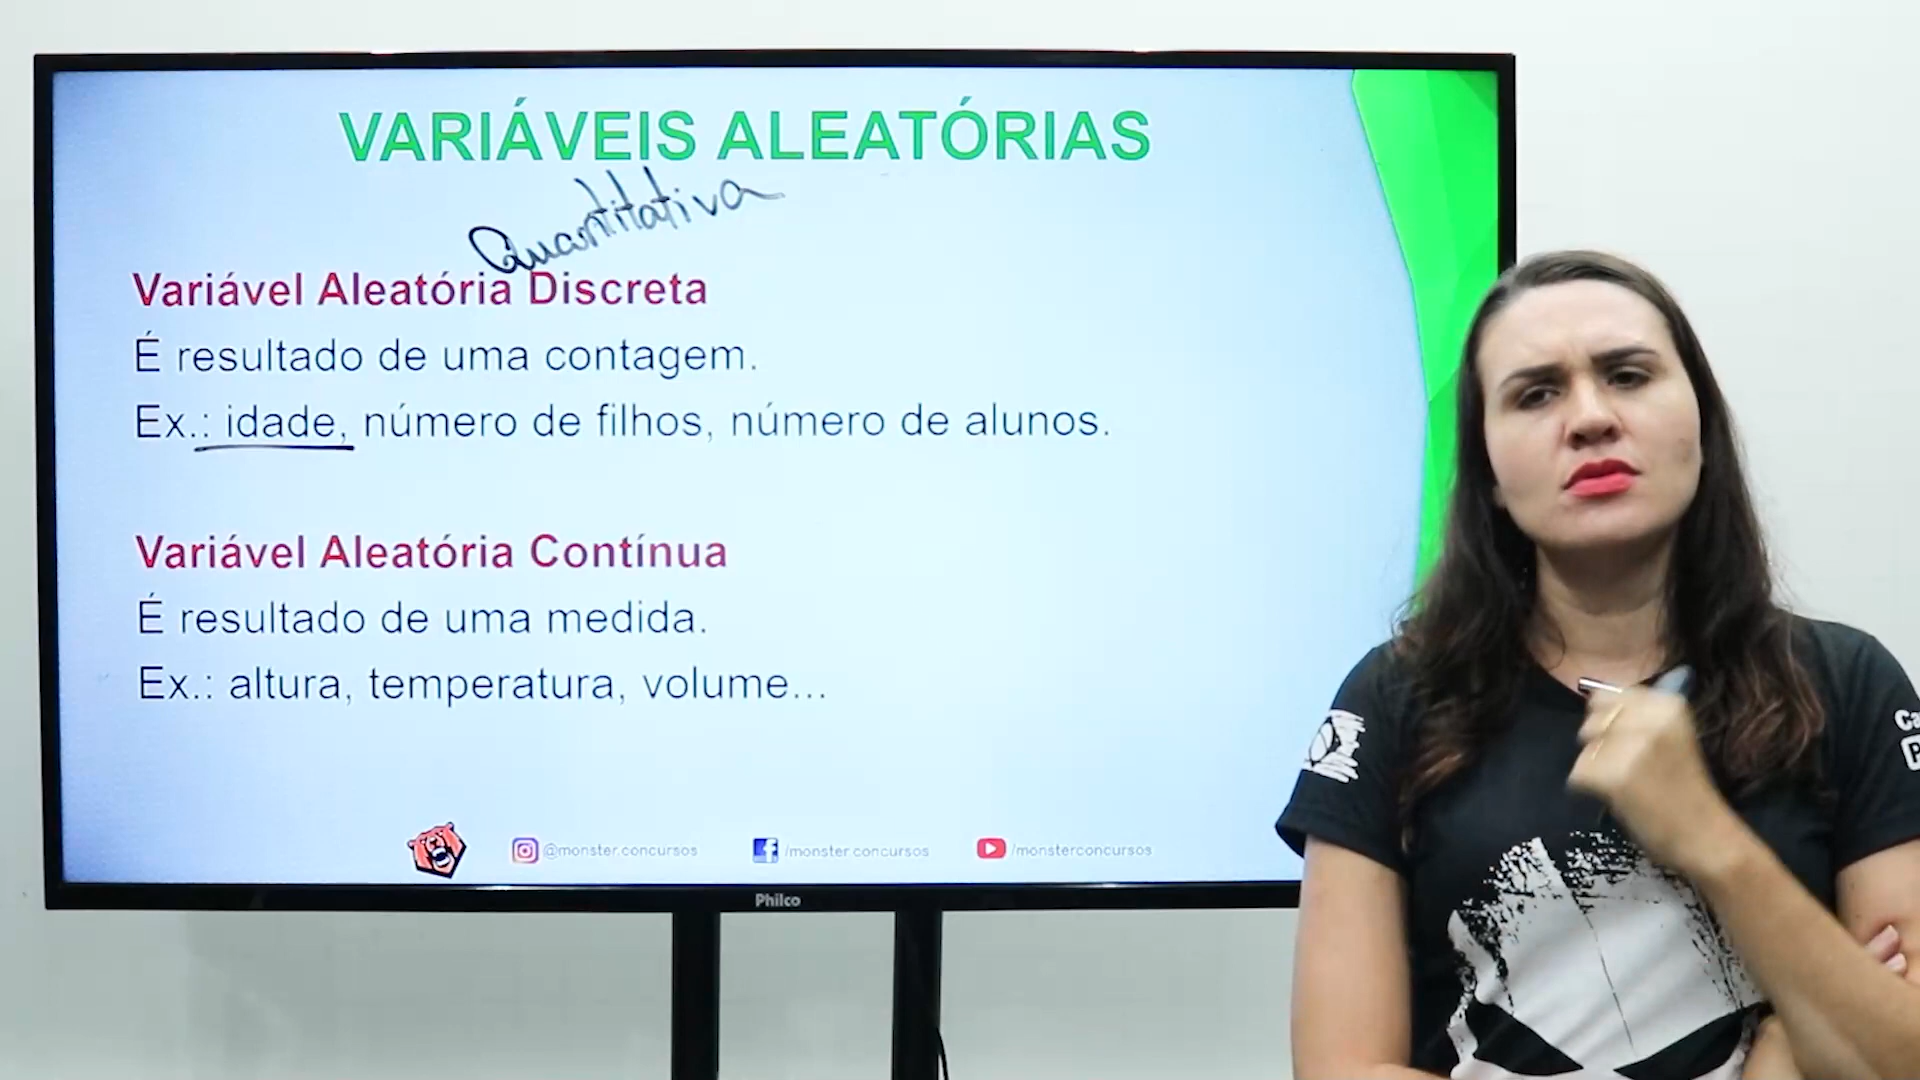 VARIÁVEIS ALEATÓRIAS
Quantitativa
Variável Aleatória Discreta
É resultado de uma contagem.
Ex.: idade, número de filhos, número de alunos.
Variável Aleatória Contínua
É resultado de uma medida.
Ex.: altura, temperatura, volume...
@monster.concursos
/monster.concursos
/monsterconcursos
Philco